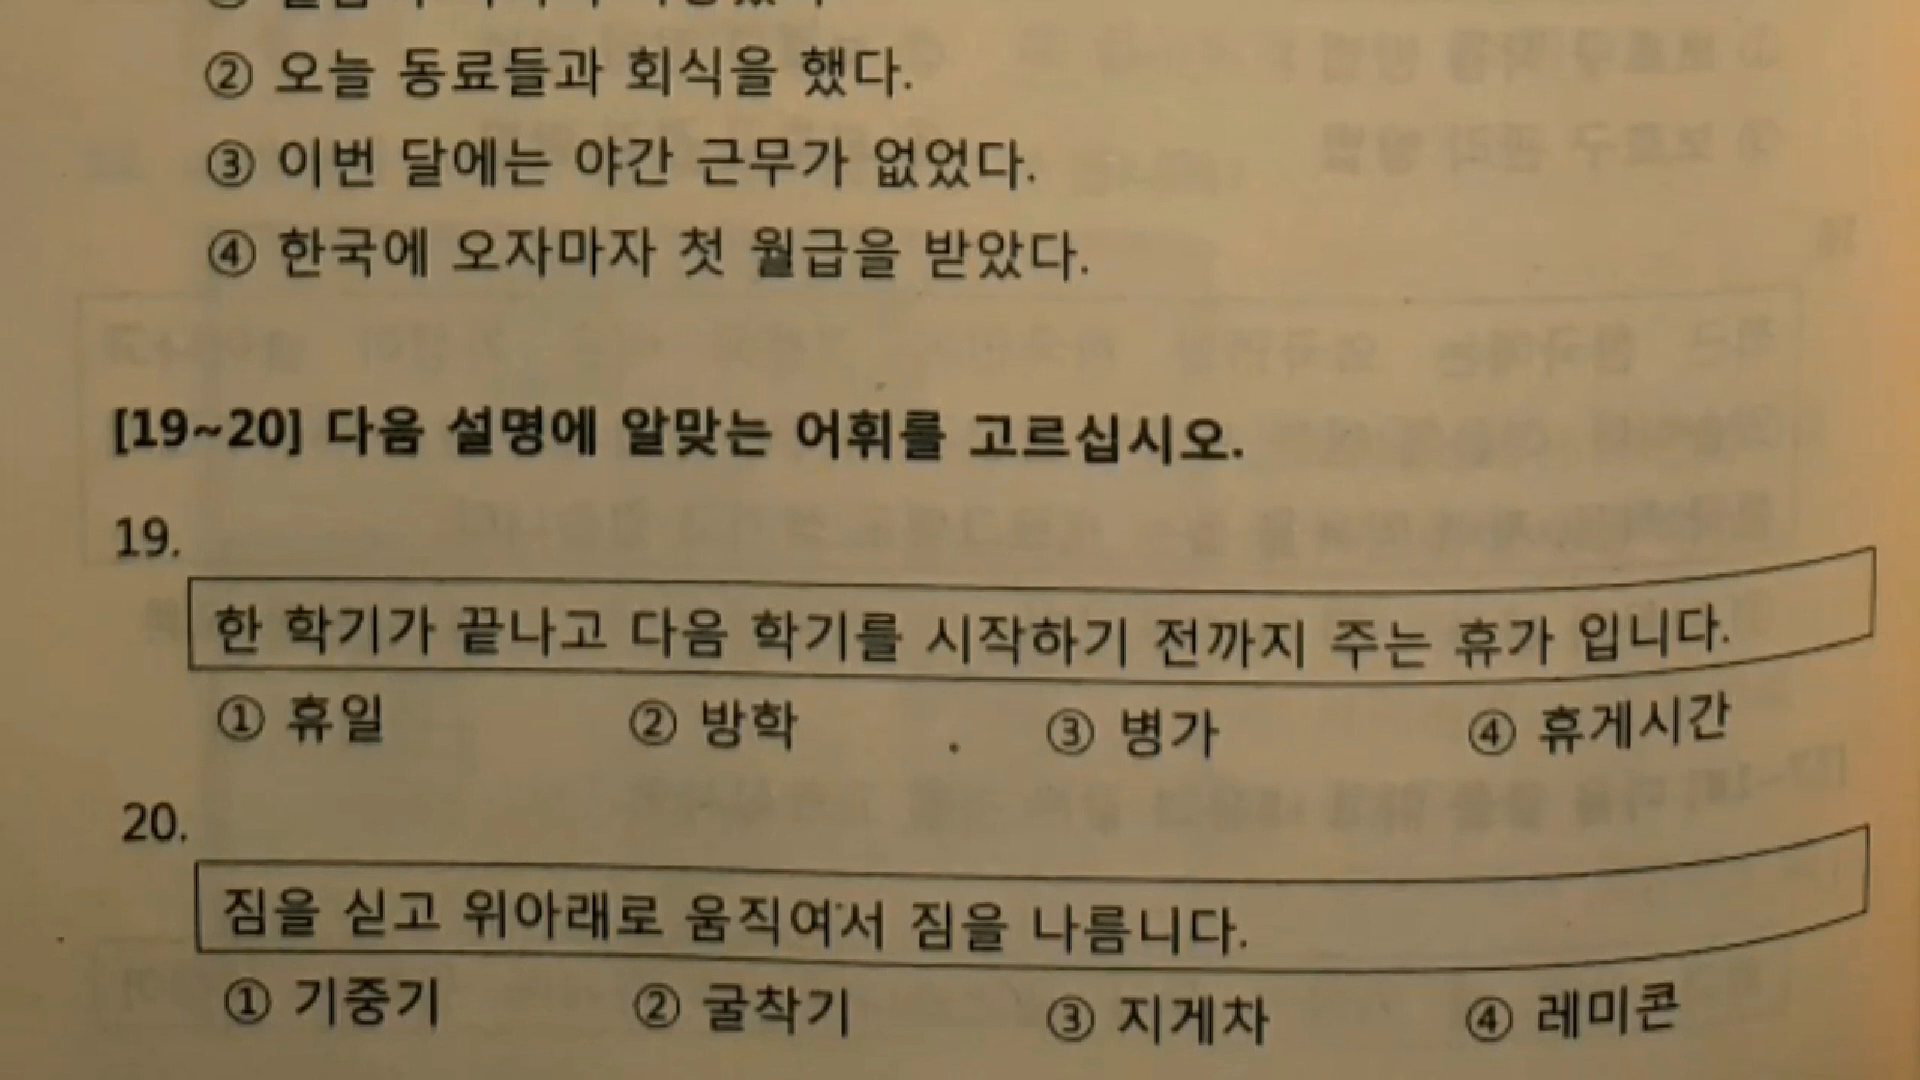 ② 오늘 동료들과 회식을 했다.
③ 이번 달에는 야간 근무가 없었다.
④ 한국에 오자마자 첫 월급을 받았다.
[19~20] 다음 설명에 알맞는 어휘를 고르십시오.
19.
한 학기가 끝나고 다음 학기를 시작하기 전까지 주는 휴가 입니다.
① 휴일 ② 방학 ③ 병가 ④ 휴게시간
20.
짐을 싣고 위아래로 움직여서 짐을 나릅니다.
① 기중기 ② 굴착기 ③ 지게차 ④ 레미콘